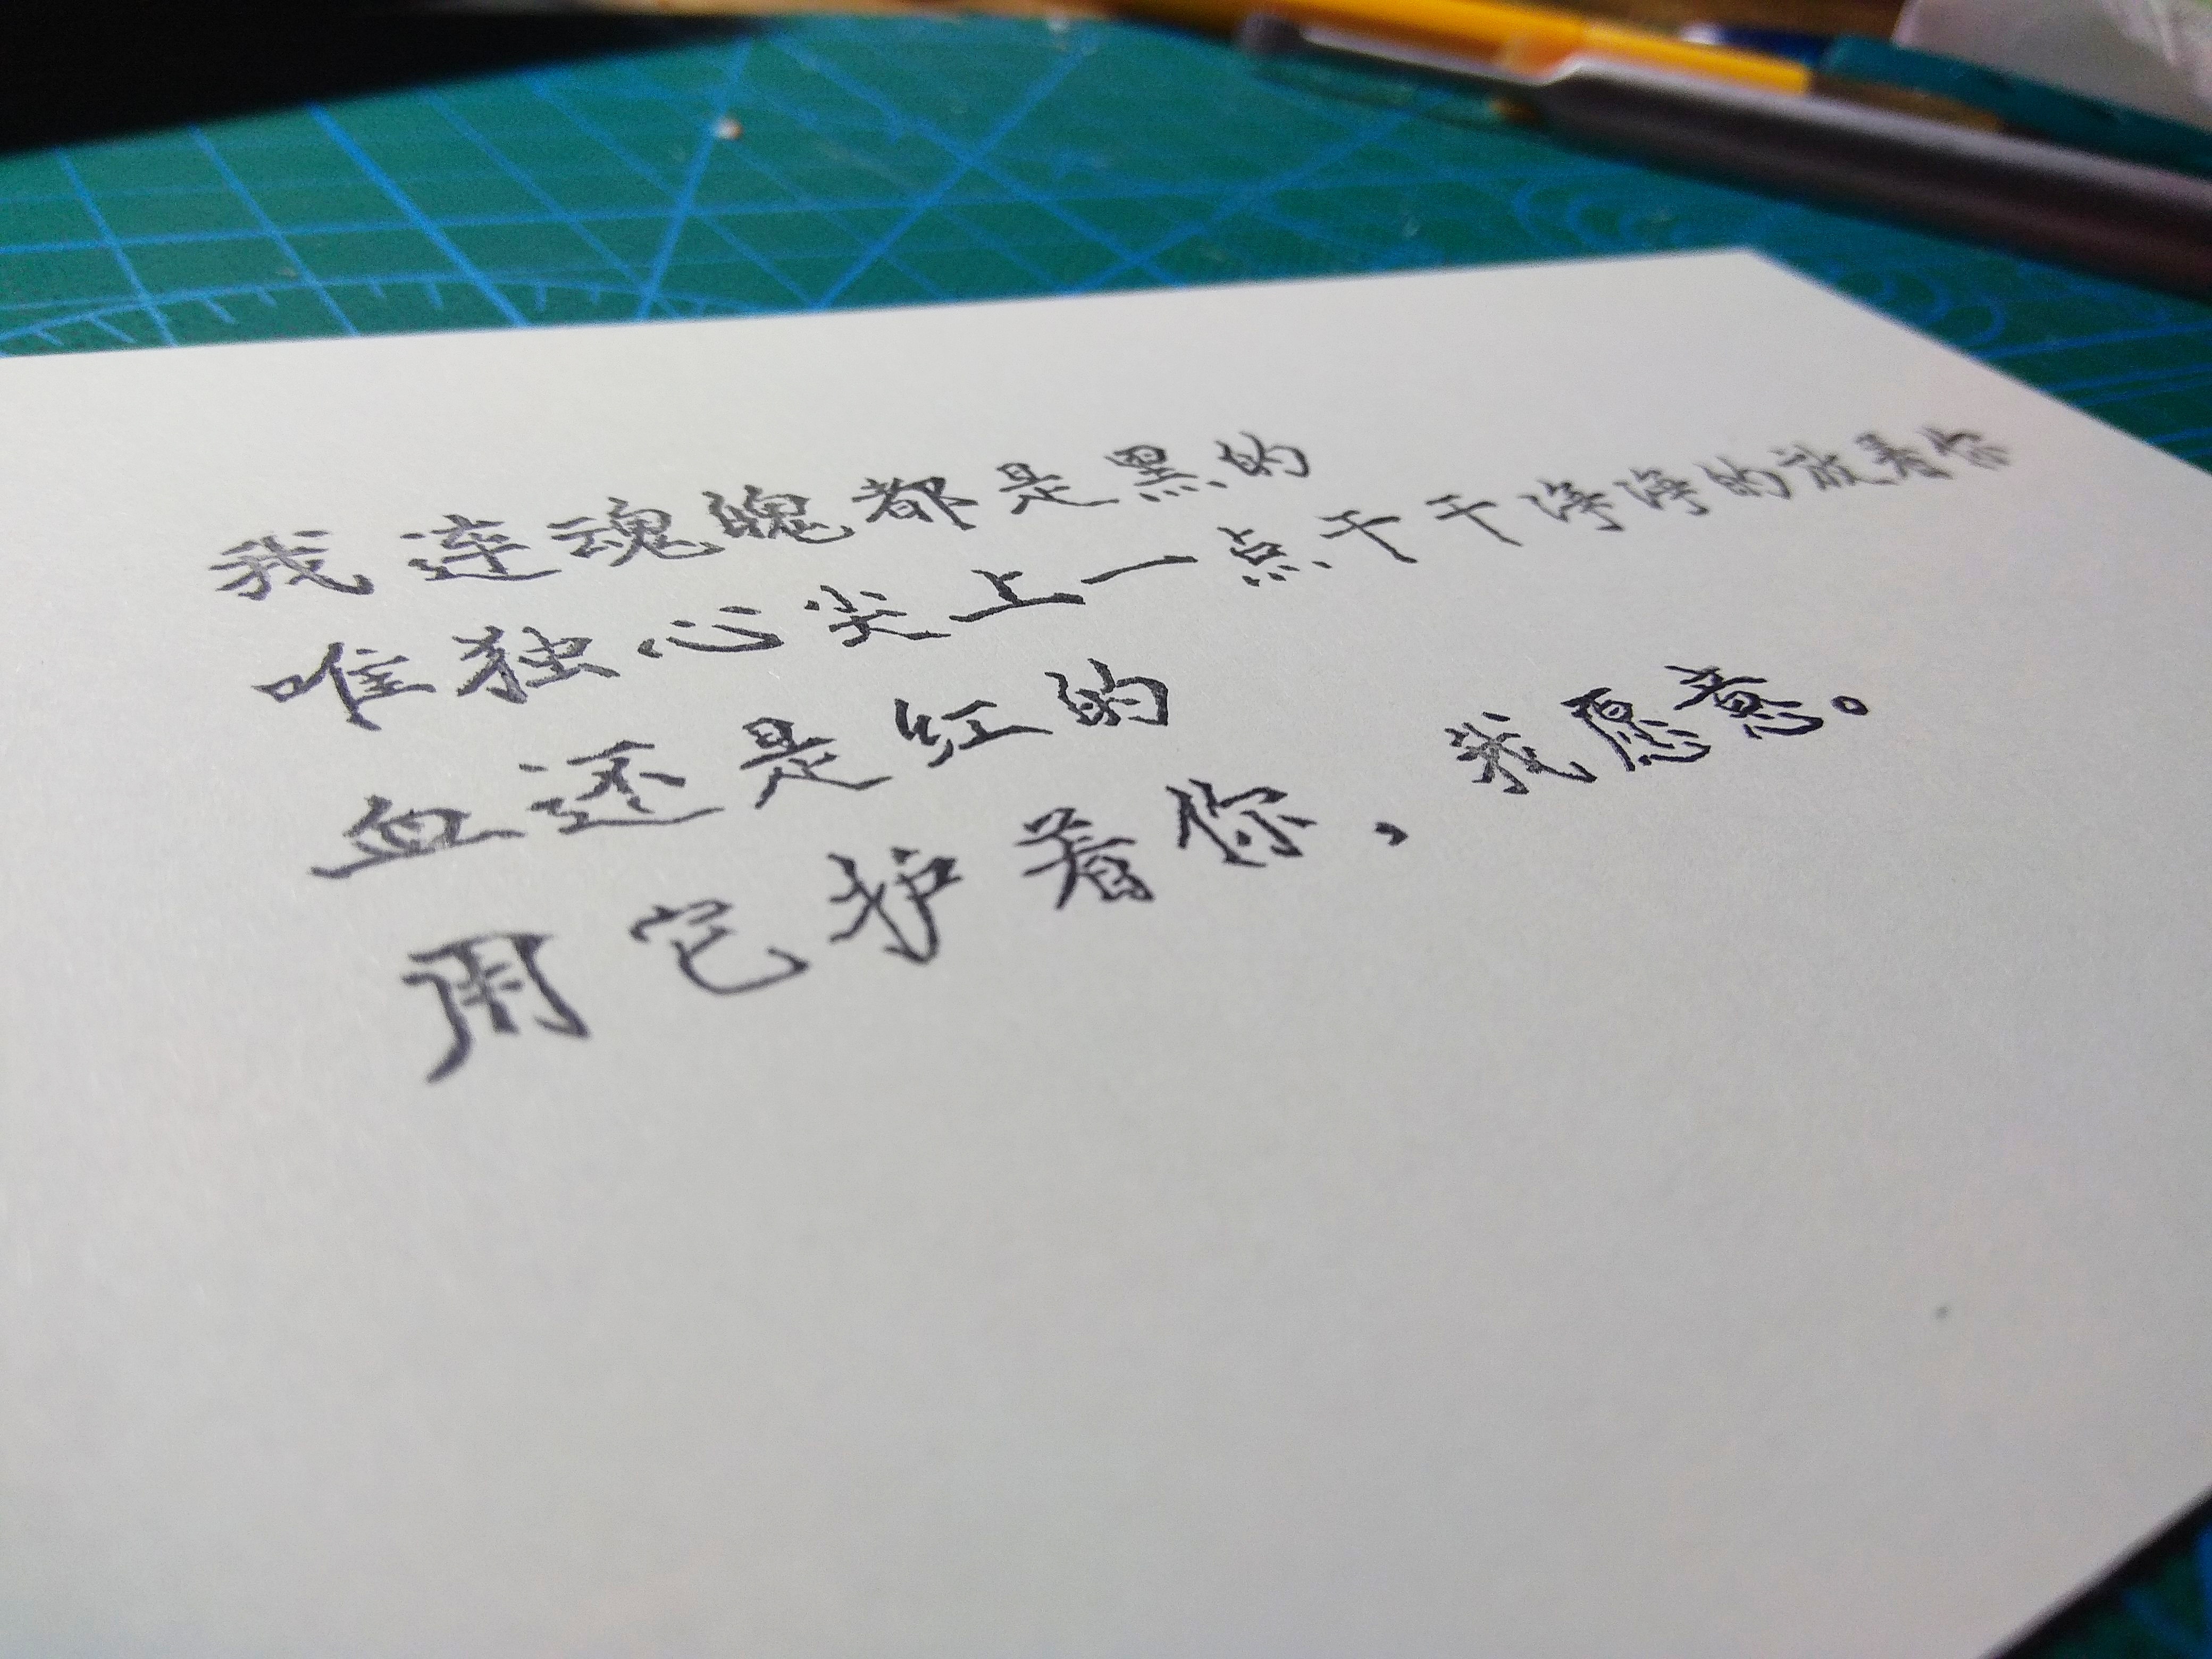 我连魂魄都是黑的
唯独心尖上一点干干净净的放着你
血还是红的
用它护着你，我愿意。